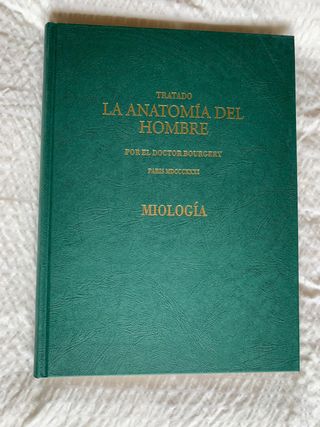 TRATADO
LA ANATOMÍA DEL
HOMBRE
POR EL DOCTOR BOURGERY
PARIS MDCCCXXXI
MIOLOGÍA